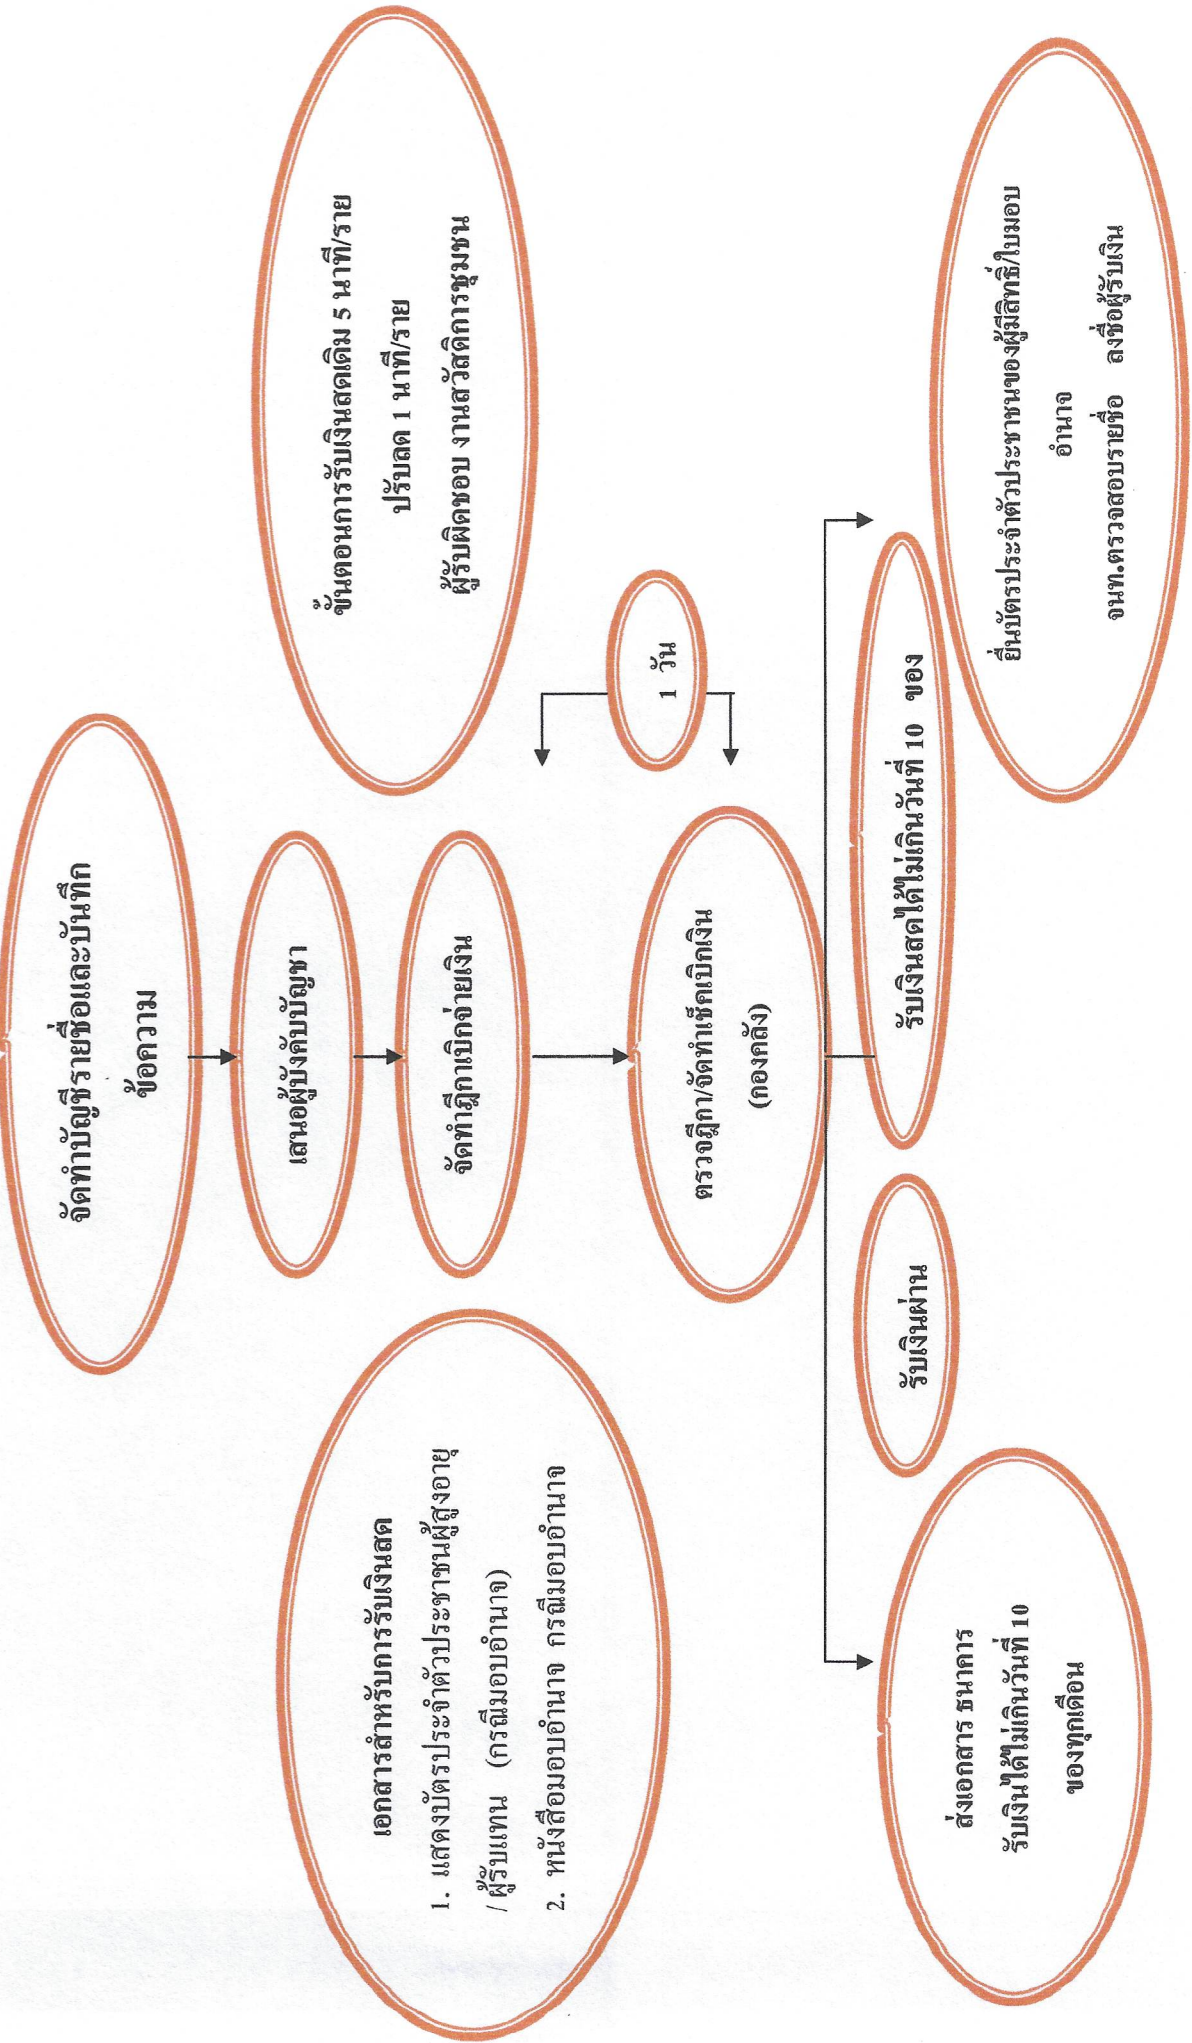 จัดทำบัญชีรายชื่อและบันทึก
ข้อความ
เสนอผู้บังคับบัญชา
จัดทำฎีกาเบิกจ่ายเงิน
ขั้นตอนการรับเงินสดเดิม 5 นาที/ราย
ปรับลด 1 นาที/ราย
ผู้รับผิดชอบ งานสวัสดิการชุมชน
เอกสารสำหรับการรับเงินสด
1. แสดงบัตรประจำตัวประชาชนผู้สูงอายุ
/ ผู้รับแทน (กรณีมอบอำนาจ)
2. หนังสือมอบอำนาจ กรณีมอบอำนาจ
1 วัน
ตรวจฎีกา/จัดทำเช็คเบิกเงิน
(กองคลัง)
รับเงินผ่าน
รับเงินสดได้ไม่เกินวันที่ 10 ของ
ส่งเอกสาร ธนาคาร
รับเงินได้ไม่เกินวันที่ 10
ของทุกเดือน
ยื่นบัตรประจำตัวประชาชนของผู้มีสิทธิ์/ใบมอบ
อำนาจ
จนท.ตรวจสอบรายชื่อ ลงชื่อผู้รับเงิน